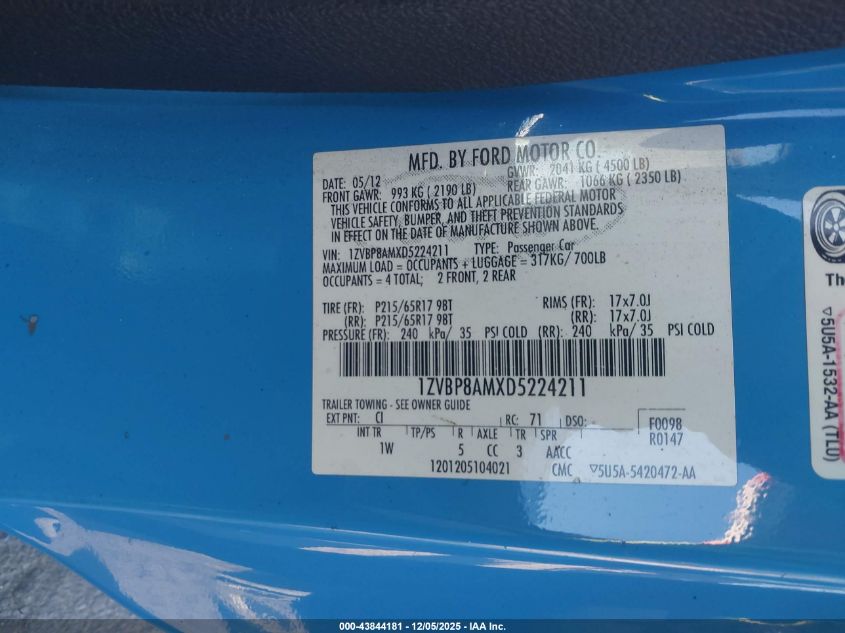 MFD. BY FORD MOTOR CO.
DATE: 05/12 GVWR: 2041 KG ( 4500 LB)
FRONT GAWR: 993 KG ( 2190 LB) REAR GAWR: 1066 KG ( 2350 LB)
THIS VEHICLE CONFORMS TO ALL APPLICABLE FEDERAL MOTOR
VEHICLE SAFETY, BUMPER, AND THEFT PREVENTION STANDARDS
IN EFFECT ON THE DATE OF MANUFACTURE SHOWN ABOVE.
VIN: 1ZVBP8AMXD5224211 TYPE: Passenger Car
MAXIMUM LOAD = OCCUPANTS + LUGGAGE = 317KG/ 700LB
OCCUPANTS = 4 TOTAL; 2 FRONT, 2 REAR
TIRE (FR): P215/65R17 98T RIMS (FR): 17x7.0J
(RR): P215/65R17 98T (RR): 17x7.0J
PRESSURE (FR): 240 kPa/ 35 PSI COLD (RR): 240 kPa/ 35 PSI COLD
1ZVBP8AMXD5224211
TRAILER TOWING - SEE OWNER GUIDE
EXT PNT: CI RC: 71 DSO: F0098
R0147
INT TR TP/PS R AXLE TR SPR
1W 5 CC 3 AACC
1201205104021 CMC ▽5U5A-5420472-AA
Th
▽5U5A-1532-AA (TLU)
000-43844181 - 12/05/2025 - IAA Inc.